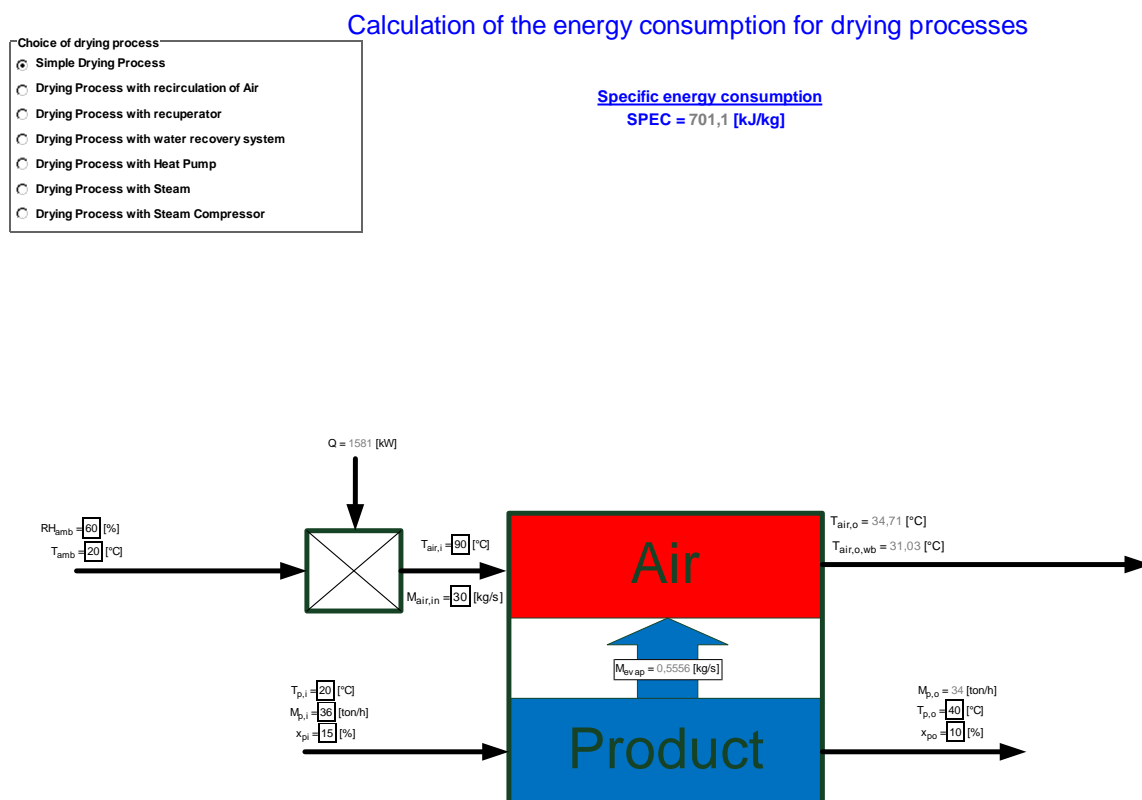 Calculation of the energy consumption for drying processes
Choice of drying process
Simple Drying Process
Drying Process with recirculation of Air
Drying Process with recuperator
Drying Process with water recovery system
Drying Process with Heat Pump
Drying Process with Steam
Drying Process with Steam Compressor
Specific energy consumption
SPEC = 701,1 [kJ/kg]
Q = 1581 [kW]
RHamb = 60 [%]
Tamb = 20 [°C]
Tair,i = 90 [°C]
Mair,in = 30 [kg/s]
Air
Tair,o = 34,71 [°C]
Tair,o,wb = 31,03 [°C]
Mevap = 0,5556 [kg/s]
Tp,i = 20 [°C]
Mp,i = 36 [ton/h]
xpi = 15 [%]
Product
Mp,o = 34 [ton/h]
Tp,o = 40 [°C]
xpo = 10 [%]